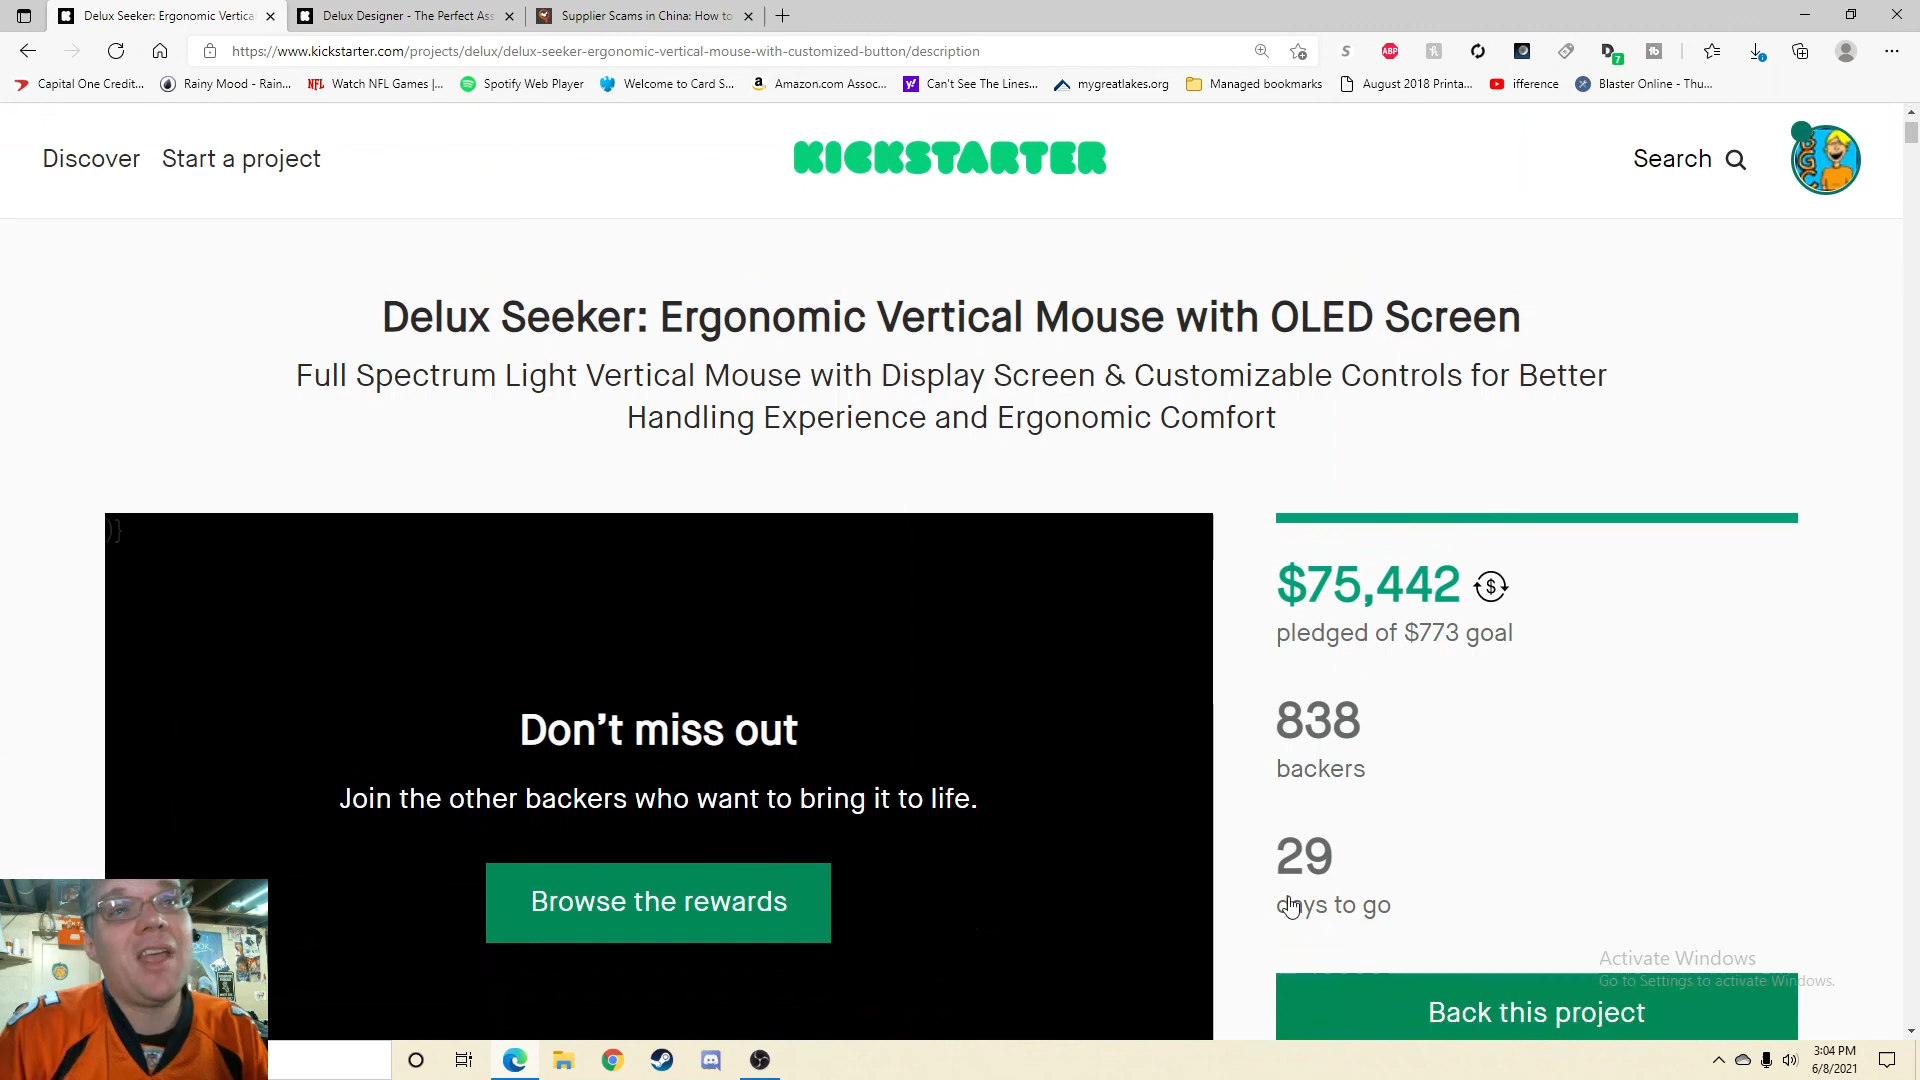 Delux Seeker: Ergonomic Vertica
Delux Designer - The Perfect Ass
Supplier Scams in China: How to
https://www.kickstarter.com/projects/delux/delux-seeker-ergonomic-vertical-mouse-with-customized-button/description
ABP
7
Capital One Credit...
Rainy Mood - Rain...
NFL Watch NFL Games |...
Spotify Web Player
Welcome to Card S...
Amazon.com Assoc...
Can't See The Lines...
mygreatlakes.org
Managed bookmarks
August 2018 Printa...
ifference
Blaster Online - Thu...
Discover
Start a project
KICKSTARTER
Search
Delux Seeker: Ergonomic Vertical Mouse with OLED Screen
Full Spectrum Light Vertical Mouse with Display Screen & Customizable Controls for Better
Handling Experience and Ergonomic Comfort
)}
$75,442
pledged of $773 goal
Don't miss out
838
backers
Join the other backers who want to bring it to life.
29
days to go
Browse the rewards
Activate Windows
Go to Settings to activate Windows.
Back this project
3:04 PM
6/8/2021